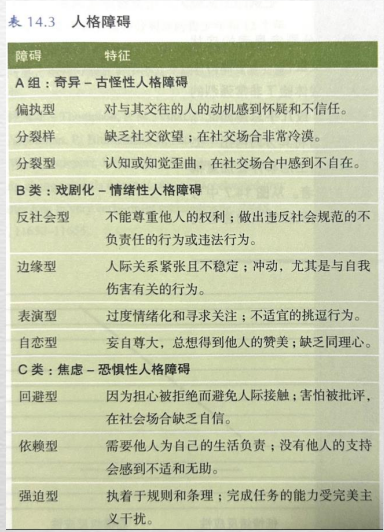 表 14.3 人格障碍
障碍 特征
A 组：奇异－古怪性人格障碍
偏执型 对与其交往的人的动机感到怀疑和不信任。
分裂样 缺乏社交欲望；在社交场合非常冷漠。
分裂型 认知或知觉歪曲，在社交场合中感到不自在。
B 类：戏剧化－情绪性人格障碍
反社会型 不能尊重他人的权利；做出违反社会规范的不
负责任的行为或违法行为。
边缘型 人际关系紧张且不稳定；冲动，尤其是与自我
伤害有关的行为。
表演型 过度情绪化和寻求关注；不适宜的挑逗行为。
自恋型 妄自尊大，总想得到他人的赞美；缺乏同理心。
C 类：焦虑－恐惧性人格障碍
回避型 因为担心被拒绝而避免人际接触；害怕被批评，
在社会场合缺乏自信。
依赖型 需要他人为自己的生活负责；没有他人的支持
会感到不适和无助。
强迫型 执着于规则和条理；完成任务的能力受完美主
义干扰。